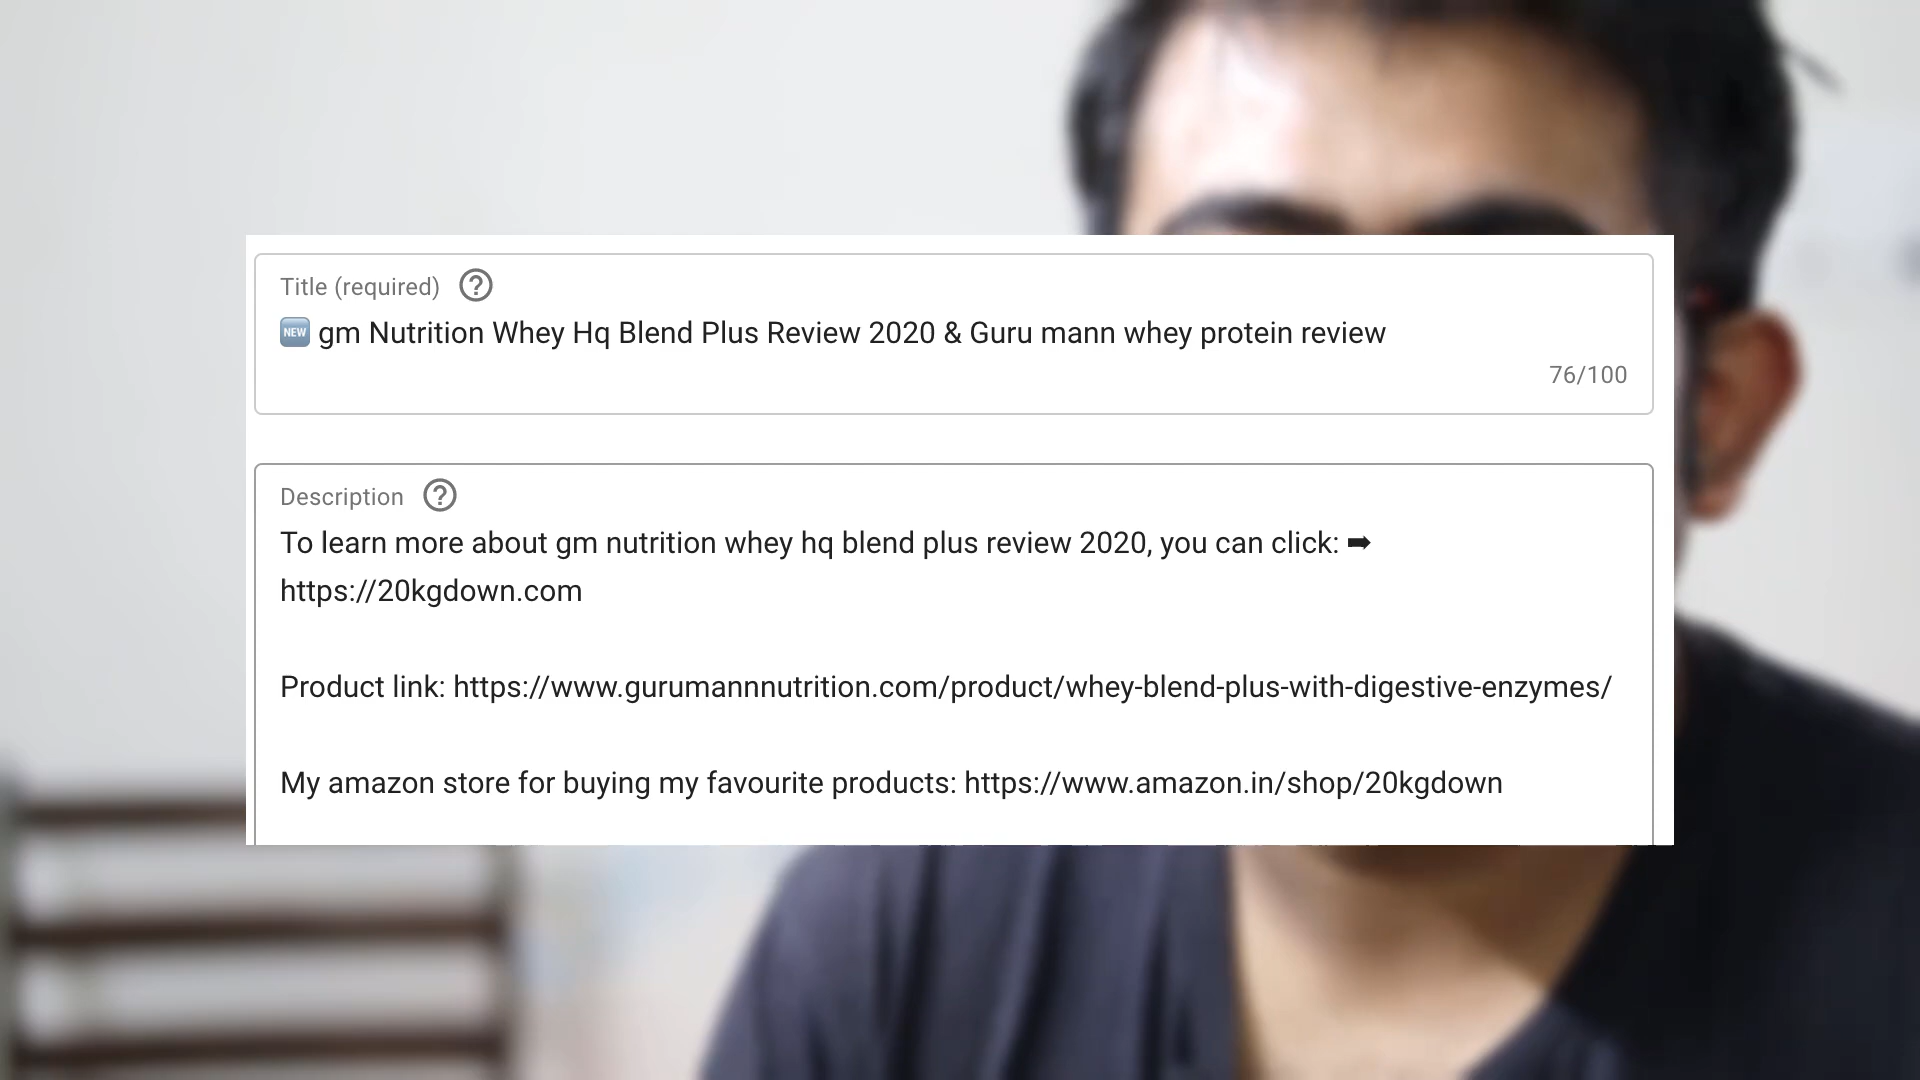 Title (required)
🆕 gm Nutrition Whey Hq Blend Plus Review 2020 & Guru mann whey protein review
76/100
Description
To learn more about gm nutrition whey hq blend plus review 2020, you can click: ➡
https://20kgdown.com
Product link: https://www.gurumannnutrition.com/product/whey-blend-plus-with-digestive-enzymes/
My amazon store for buying my favourite products: https://www.amazon.in/shop/20kgdown